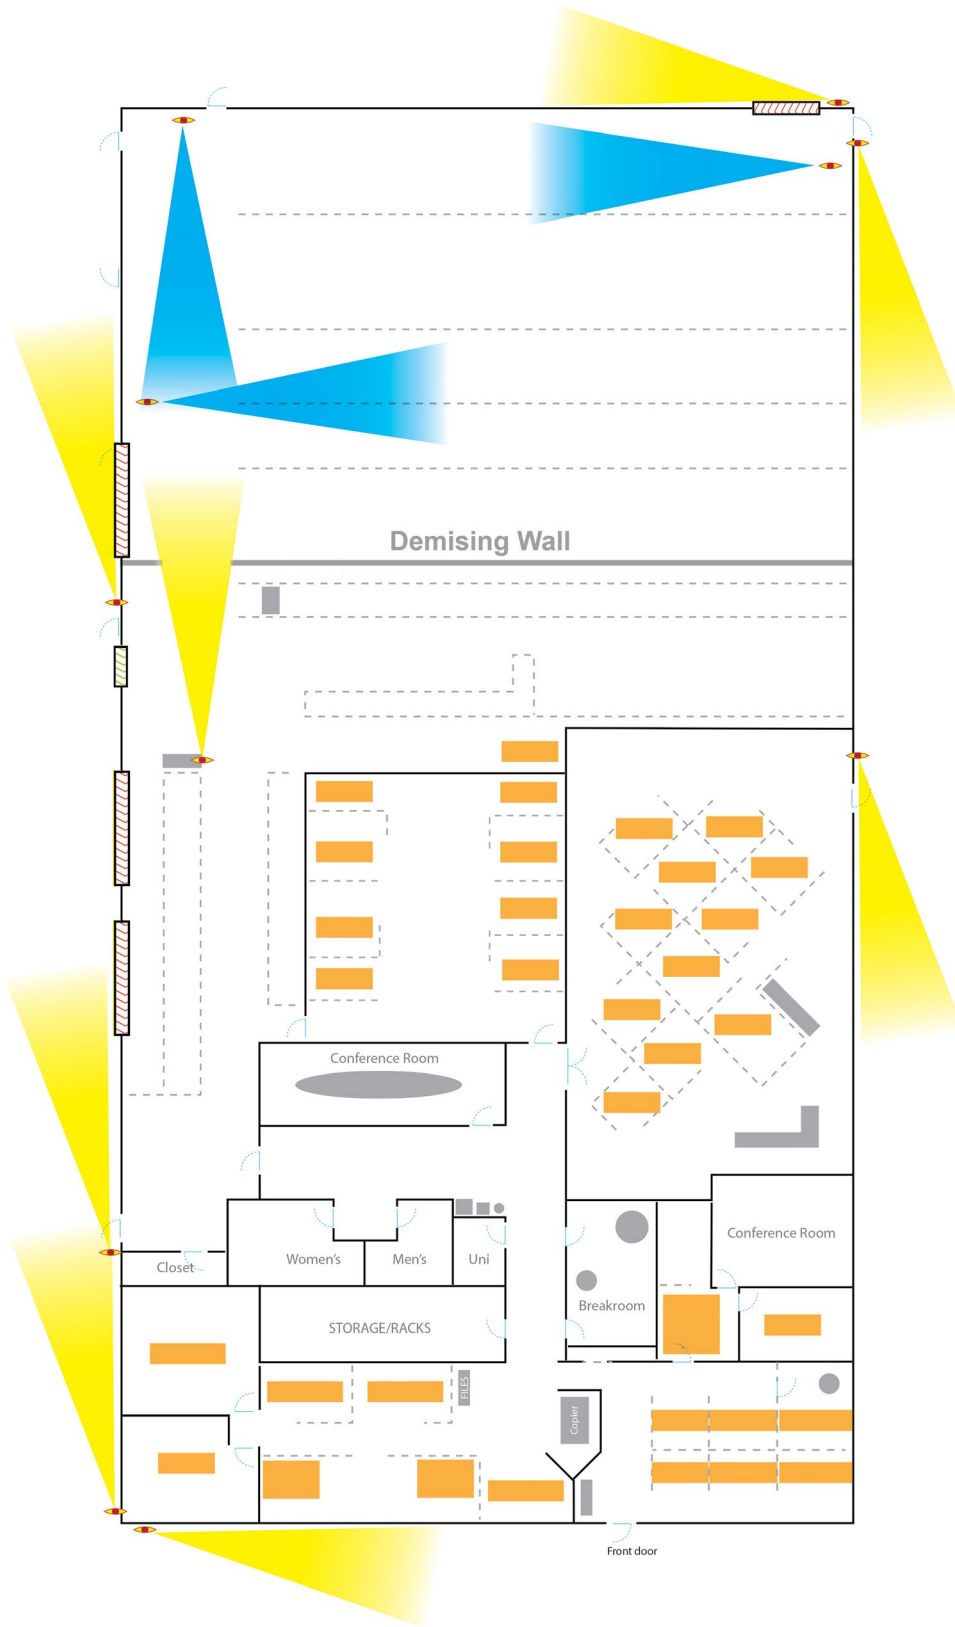 Demising Wall
Conference Room
Conference Room
Women's
Men's
Uni
Closet
Breakroom
STORAGE/RACKS
FILES
Copier
Front door